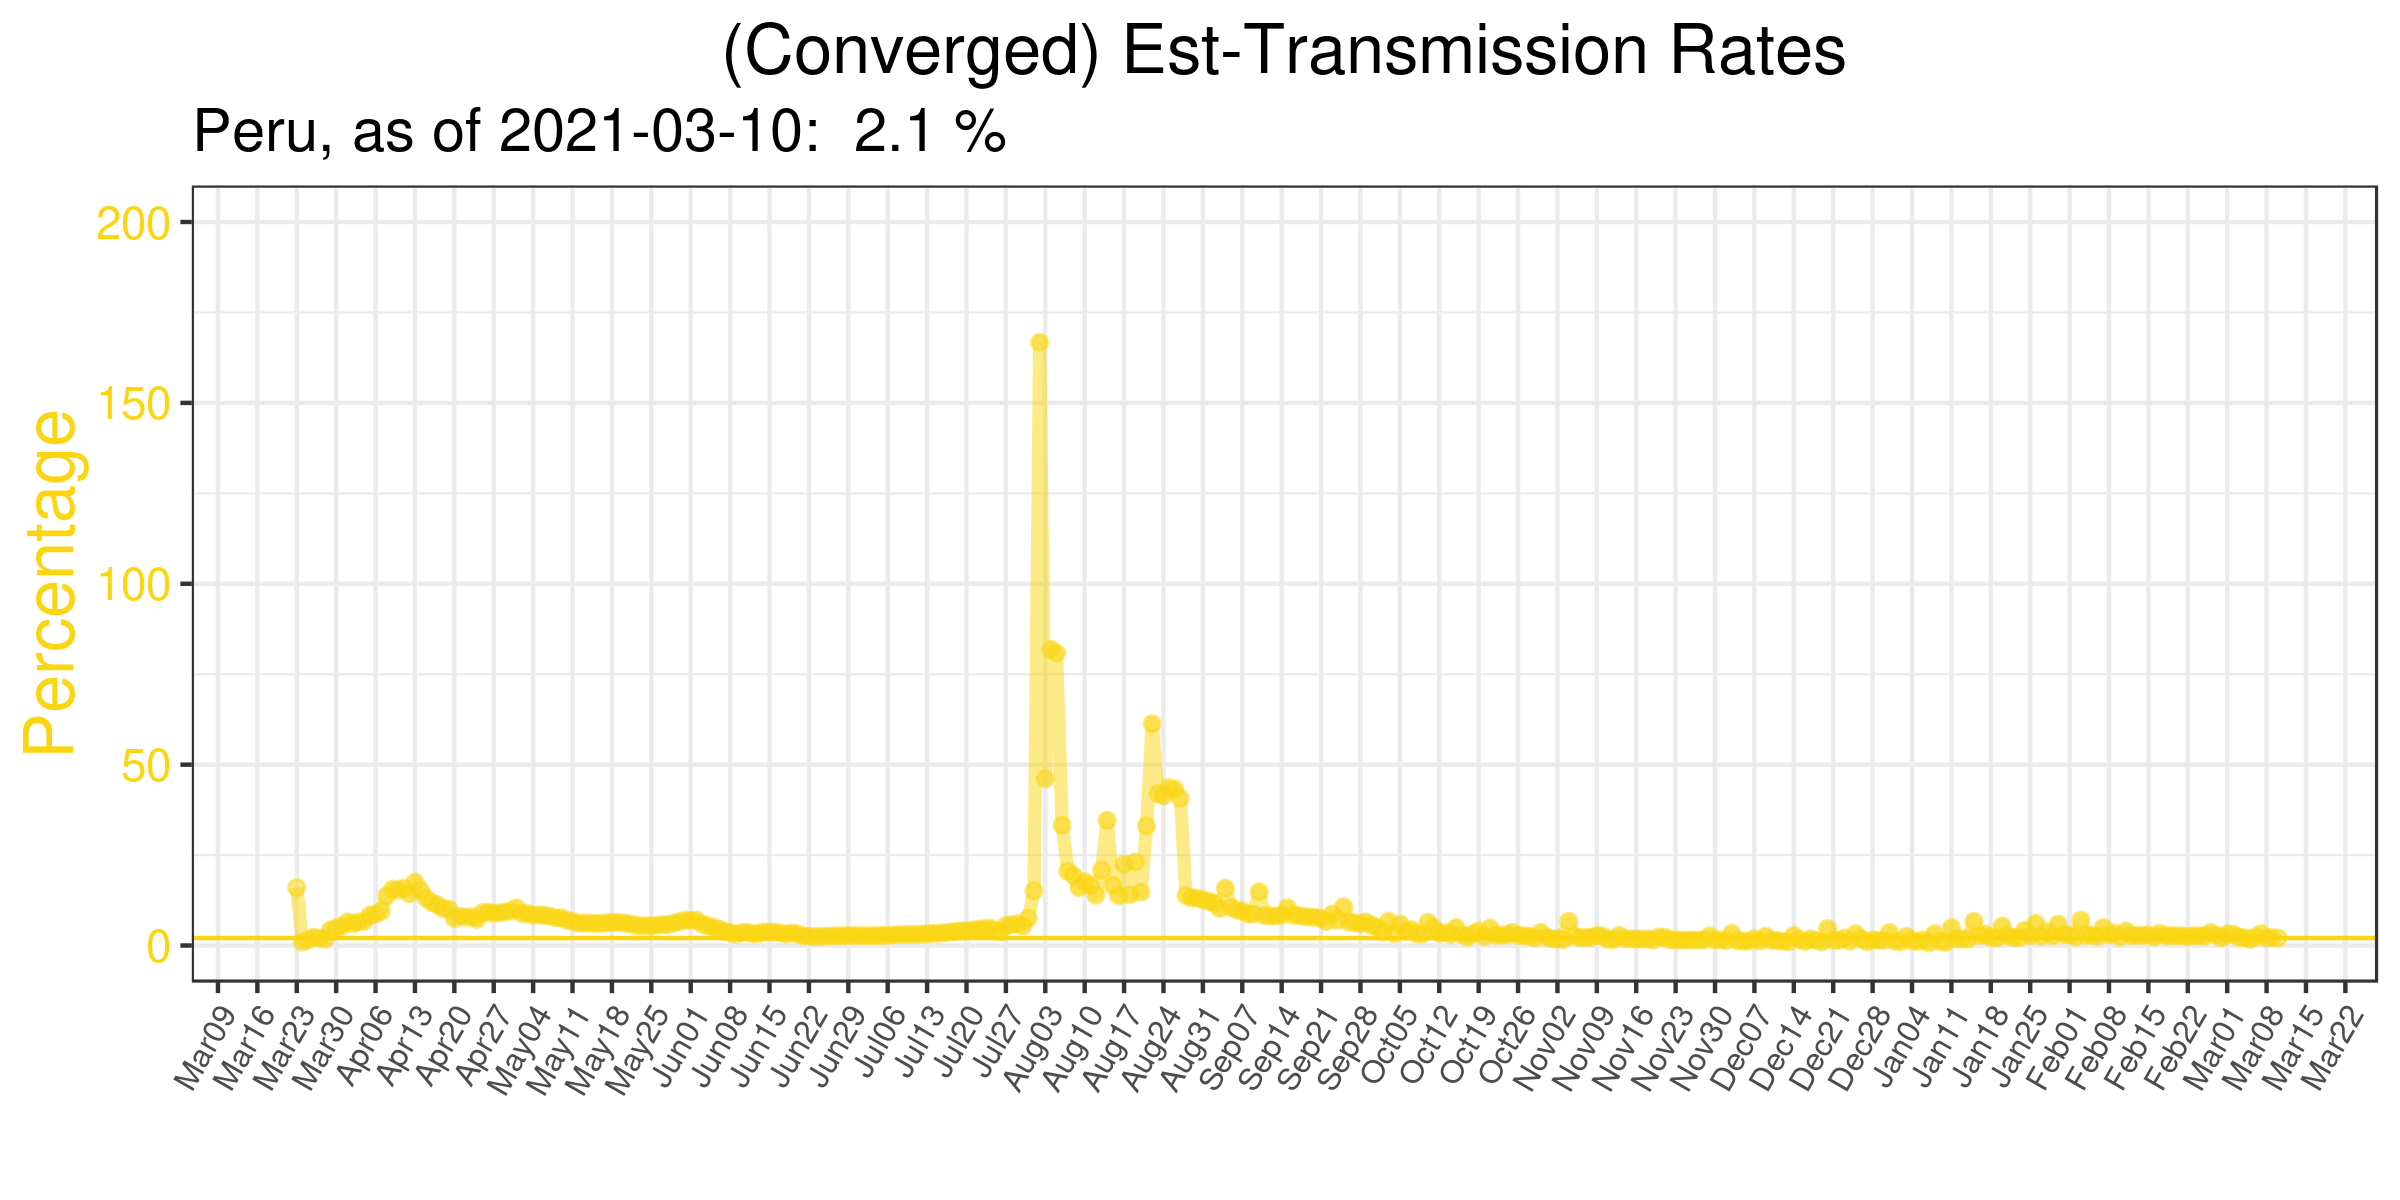 (Converged) Est-Transmission Rates
Peru, as of 2021-03-10:  2.1 %
Percentage
200
150
100
50
0
Mar09
Mar16
Mar23
Mar30
Apr06
Apr13
Apr20
Apr27
May04
May11
May18
May25
Jun01
Jun08
Jun15
Jun22
Jun29
Jul06
Jul13
Jul20
Jul27
Aug03
Aug10
Aug17
Aug24
Aug31
Sep07
Sep14
Sep21
Sep28
Oct05
Oct12
Oct19
Oct26
Nov02
Nov09
Nov16
Nov23
Nov30
Dec07
Dec14
Dec21
Dec28
Jan04
Jan11
Jan18
Jan25
Feb01
Feb08
Feb15
Feb22
Mar01
Mar08
Mar15
Mar22